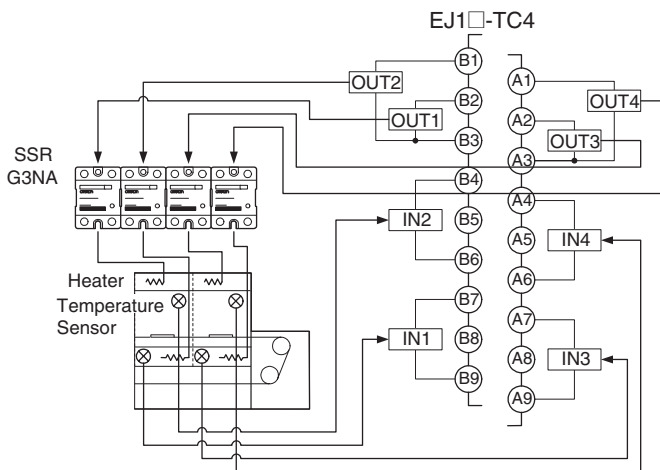 EJ1□-TC4
B1
A1
OUT2
B2
OUT4
A2
OUT1
B3
OUT3
SSR
G3NA
A3
B4
A4
IN2
B5
A5
IN4
B6
A6
Heater
Temperature
Sensor
B7
A7
IN1
B8
A8
IN3
B9
A9